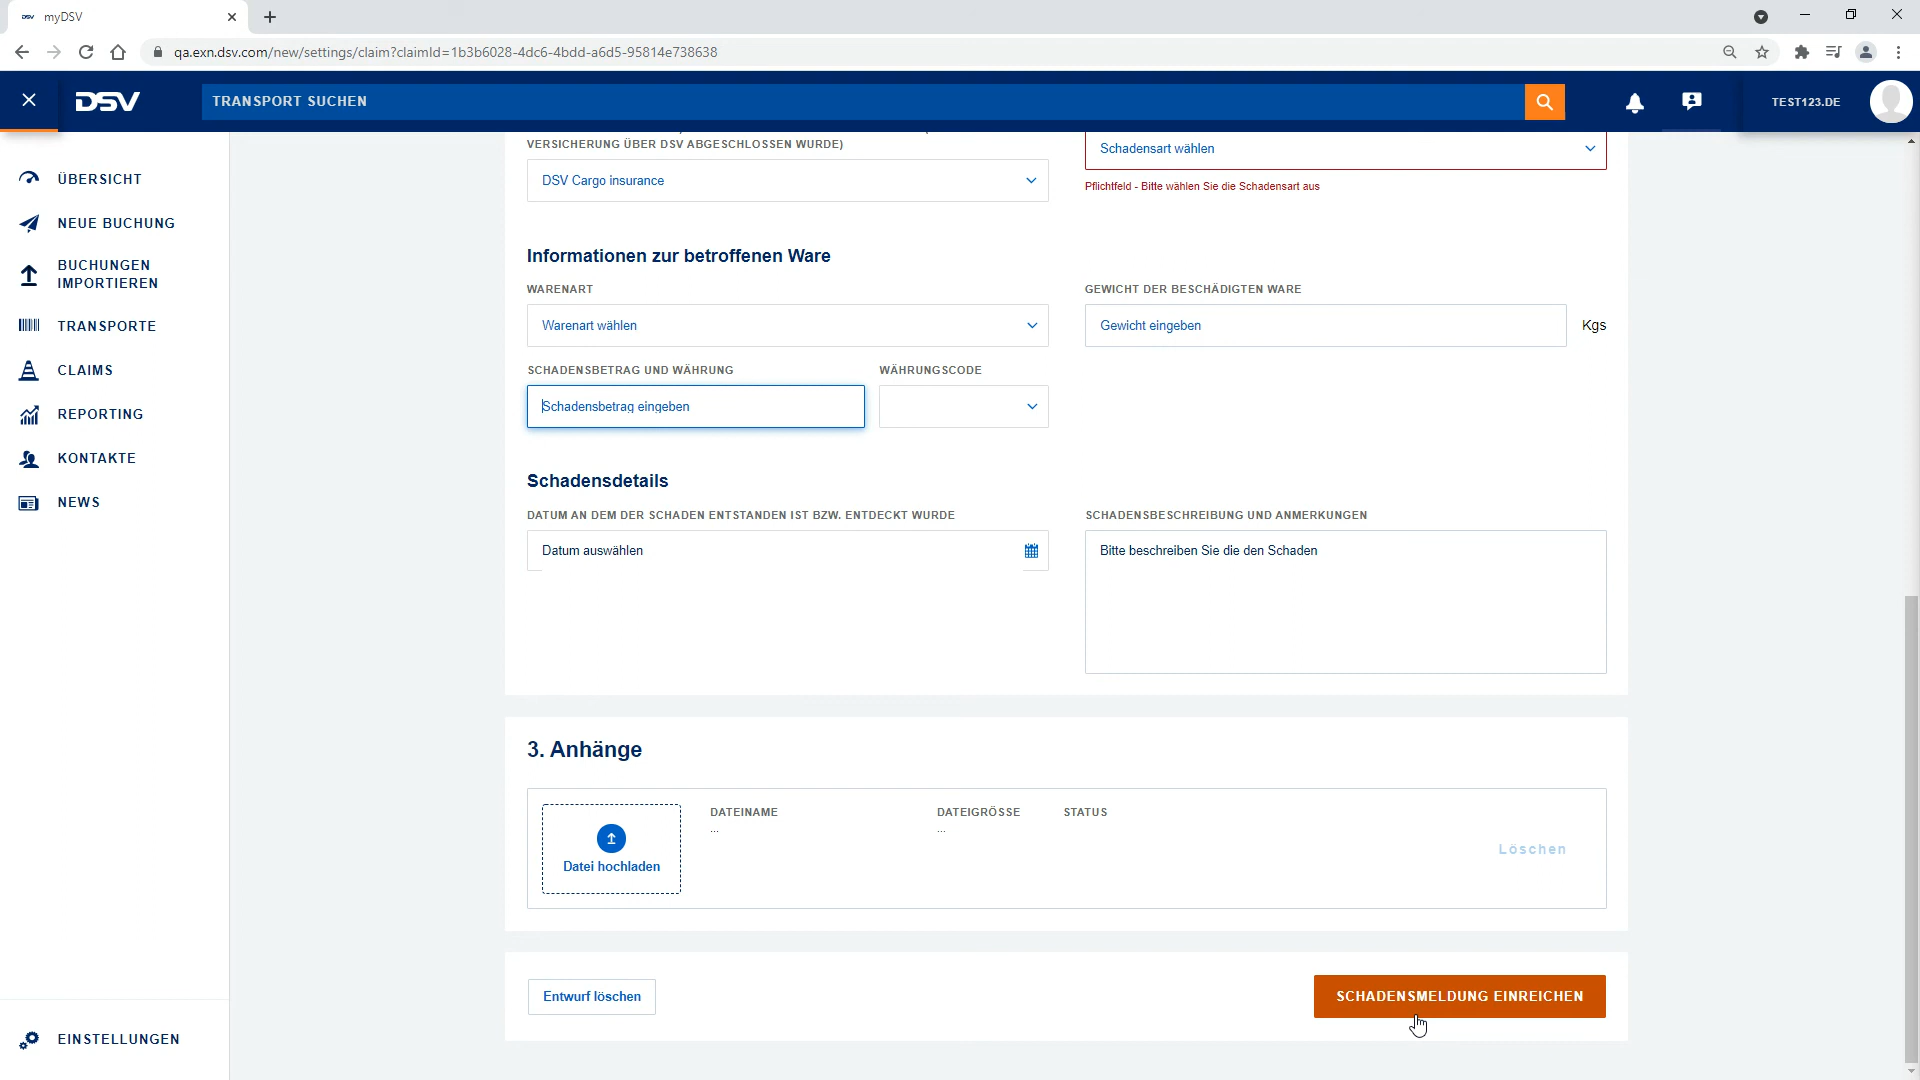 DSV myDSV
qa.exn.dsv.com/new/settings/claim?claimId=1b3b6028-4dc6-4bdd-a6d5-95814e738638
DSV
TRANSPORT SUCHEN
TEST123.DE
ÜBERSICHT
NEUE BUCHUNG
BUCHUNGEN
IMPORTIEREN
TRANSPORTE
CLAIMS
REPORTING
KONTAKTE
NEWS
EINSTELLUNGEN
VERSICHERUNG ÜBER DSV ABGESCHLOSSEN WURDE)
DSV Cargo insurance
Schadensart wählen
Pflichtfeld - Bitte wählen Sie die Schadensart aus
Informationen zur betroffenen Ware
WARENART
Warenart wählen
GEWICHT DER BESCHÄDIGTEN WARE
Gewicht eingeben
Kgs
SCHADENSBETRAG UND WÄHRUNG
Schadensbetrag eingeben
WÄHRUNGSCODE
Schadensdetails
DATUM AN DEM DER SCHADEN ENTSTANDEN IST BZW. ENTDECKT WURDE
Datum auswählen
SCHADENSBESCHREIBUNG UND ANMERKUNGEN
Bitte beschreiben Sie die den Schaden
3. Anhänge
Datei hochladen
DATEINAME
...
DATEIGRÖSSE
...
STATUS
Löschen
Entwurf löschen
SCHADENSMELDUNG EINREICHEN